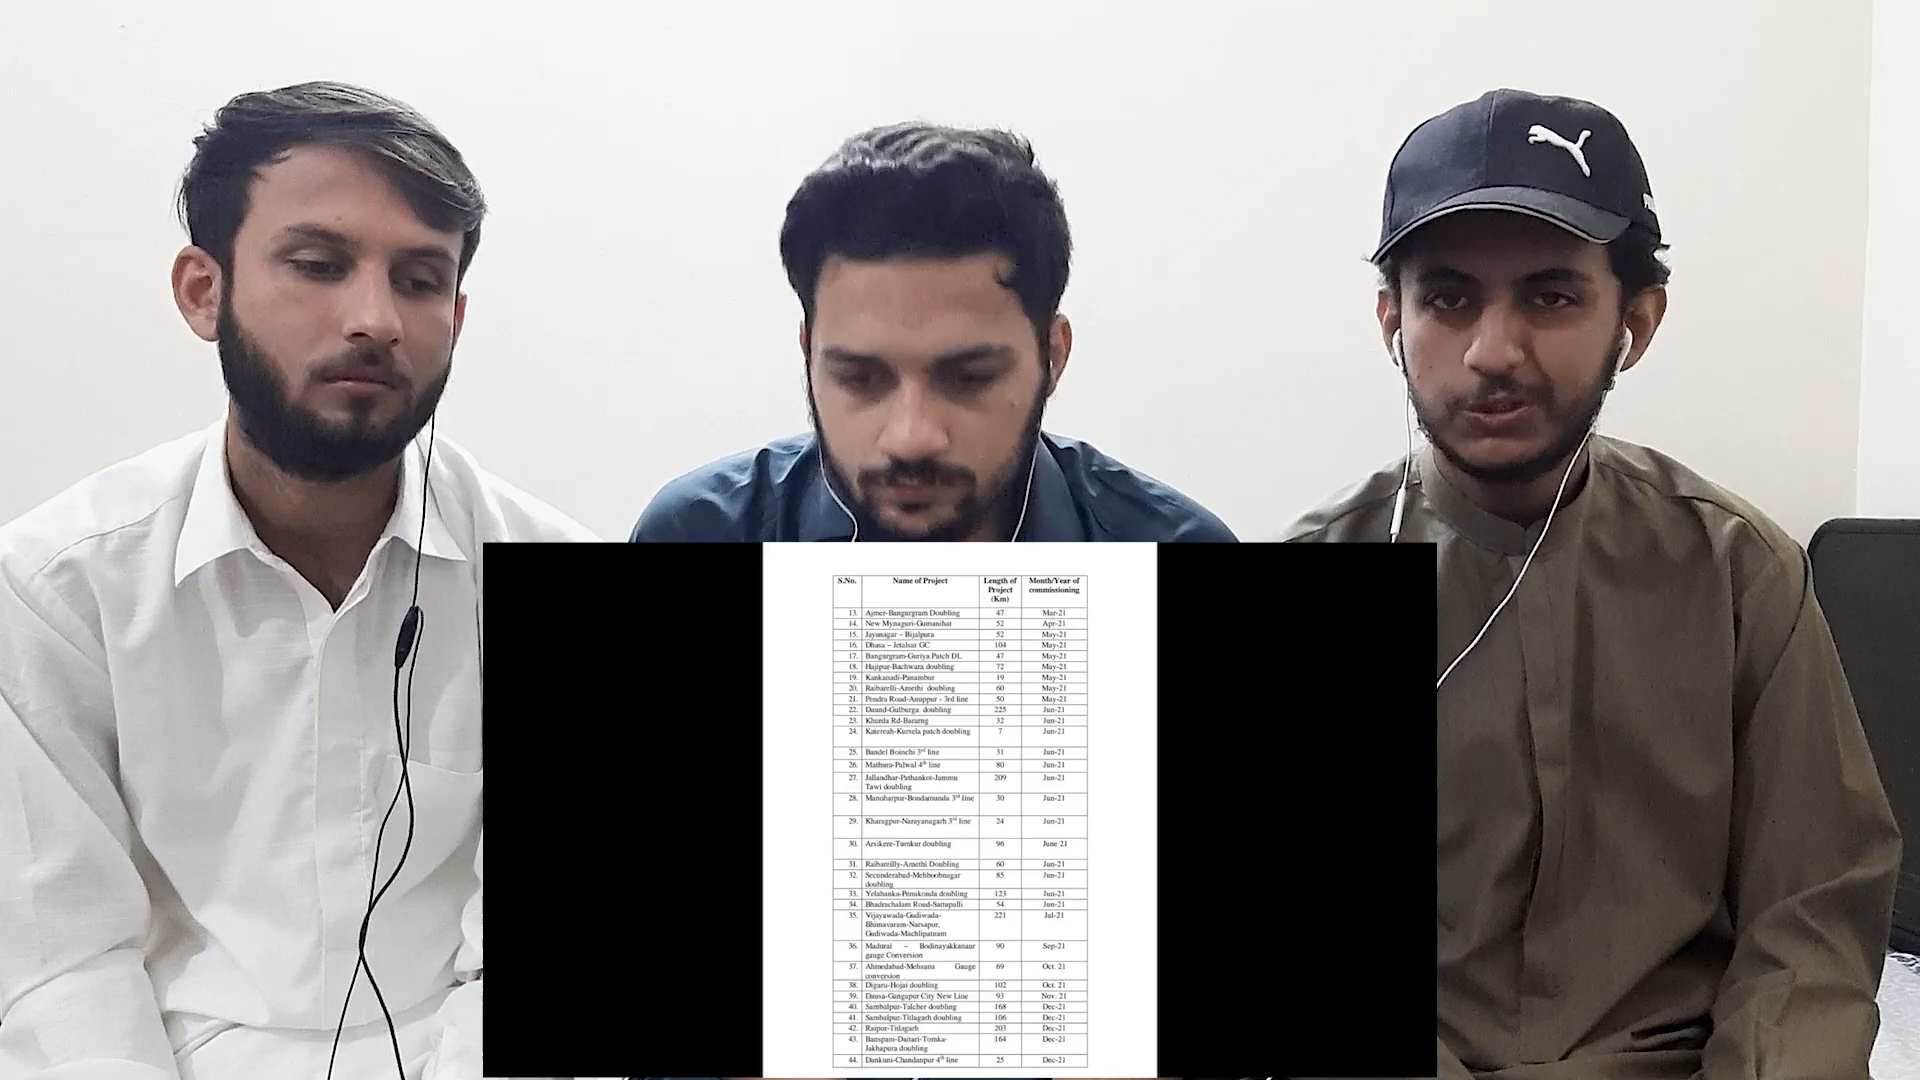 S.No. Name of Project Length of Project (Km) Month/Year of commissioning
13. Ajmer-Bangurgram Doubling 47 Mar-21
14. New Mynaguri-Gumanihat 52 Apr-21
15. Jayanagar – Bijalpura 52 May-21
16. Dhasa – Jetalsar GC 104 May-21
17. Bangurgram-Guriya Patch DL 47 May-21
18. Hajipur-Bachwara doubling 72 May-21
19. Kankanadi-Panambur 19 May-21
20. Raibarelli-Amethi doubling 60 May-21
21. Pendra Road-Anuppur - 3rd line 50 May-21
22. Daund-Gulburga doubling 225 Jun-21
23. Khurda Rd-Bararng 32 Jun-21
24. Katereah-Kursela patch doubling 7 Jun-21
25. Bandel Boinchi 3rd line 31 Jun-21
26. Mathura-Palwal 4th line 80 Jun-21
27. Jallandhar-Pathankot-Jammu Tawi doubling 209 Jun-21
28. Manoharpur-Bondamunda 3rd line 30 Jun-21
29. Kharagpur-Narayanagarh 3rd line 24 Jun-21
30. Arsikere-Tumkur doubling 96 June 21
31. Raibareilly-Amethi Doubling 60 Jun-21
32. Secunderabad-Mehboobnagar doubling 85 Jun-21
33. Yelahanka-Penukonda doubling 123 Jun-21
34. Bhadrachalam Road-Sattupalli 54 Jun-21
35. Vijayawada-Gudiwada-Bhimavaram-Narsapur, Gudiwada-Machlipatnam 221 Jul-21
36. Madurai – Bodinayakkanaur gauge Conversion 90 Sep-21
37. Ahmedabad-Mehsana Gauge conversion 69 Oct. 21
38. Digaru-Hojai doubling 102 Oct. 21
39. Dausa-Gangapur City New Line 93 Nov. 21
40. Sambalpur-Talcher doubling 168 Dec-21
41. Sambalpur-Titlagarh doubling 106 Dec-21
42. Raipur-Titlagarh 203 Dec-21
43. Banspani-Daitari-Tomka-Jakhapura doubling 164 Dec-21
44. Dankuni-Chandanpur 4th line 25 Dec-21